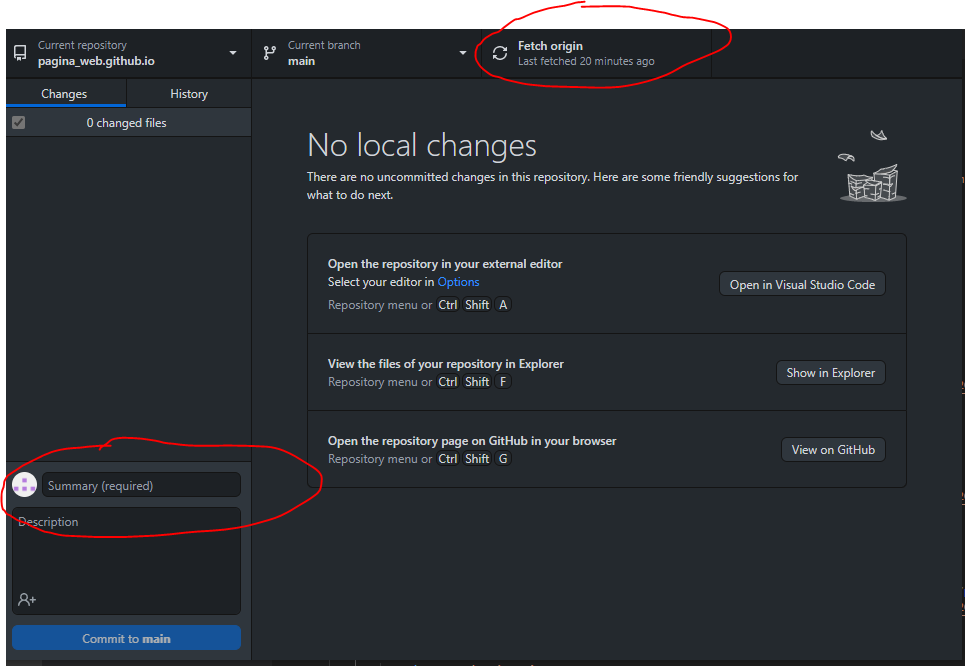 Current repository
pagina_web.github.io
Current branch
main
Fetch origin
Last fetched 20 minutes ago
Changes
History
0 changed files
No local changes
There are no uncommitted changes in this repository. Here are some friendly suggestions for
what to do next.
Open the repository in your external editor
Select your editor in Options
Repository menu or Ctrl Shift A
Open in Visual Studio Code
View the files of your repository in Explorer
Repository menu or Ctrl Shift F
Show in Explorer
Open the repository page on GitHub in your browser
Repository menu or Ctrl Shift G
View on GitHub
Summary (required)
Description
Commit to main